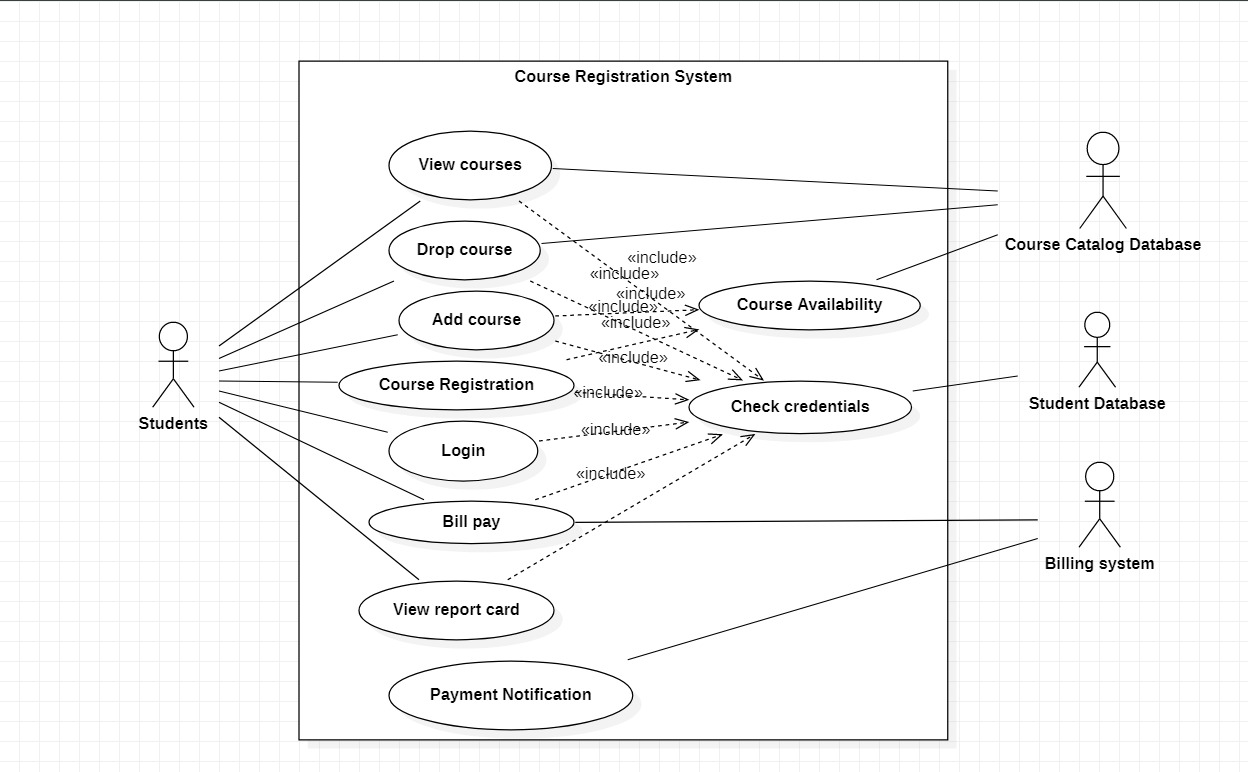 Course Registration System
View courses
Drop course
Add course
Course Registration
Login
Bill pay
View report card
Payment Notification
«include»
«include»
«include»
«include»
«include»
«include»
«include»
«include»
«include»
Course Availability
Check credentials
Students
Course Catalog Database
Student Database
Billing system